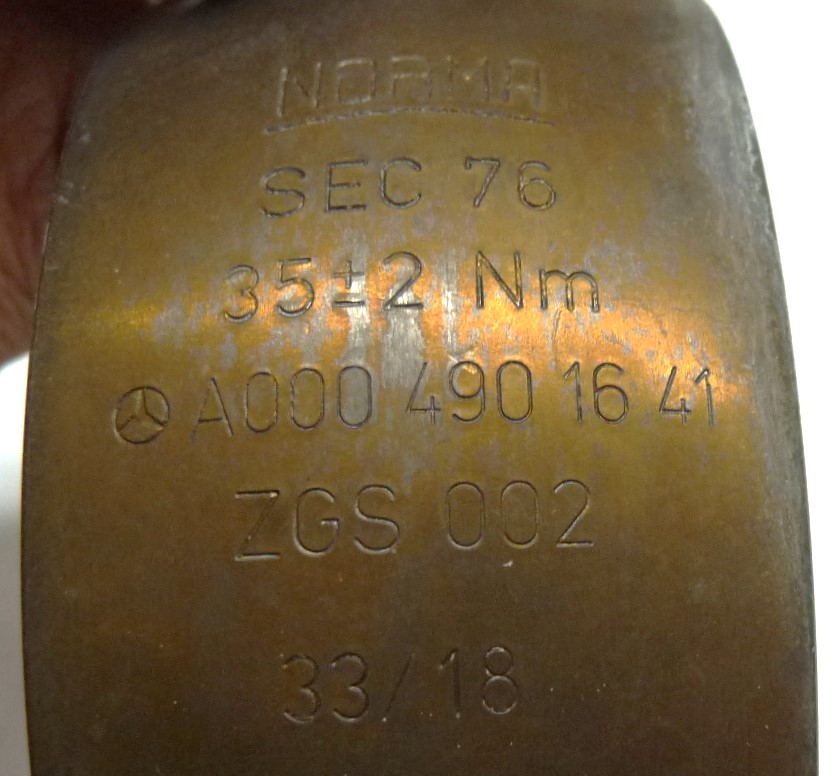 NORMA
SEC 76
35±2 Nm
A000 490 16 41
ZGS 002
33/18